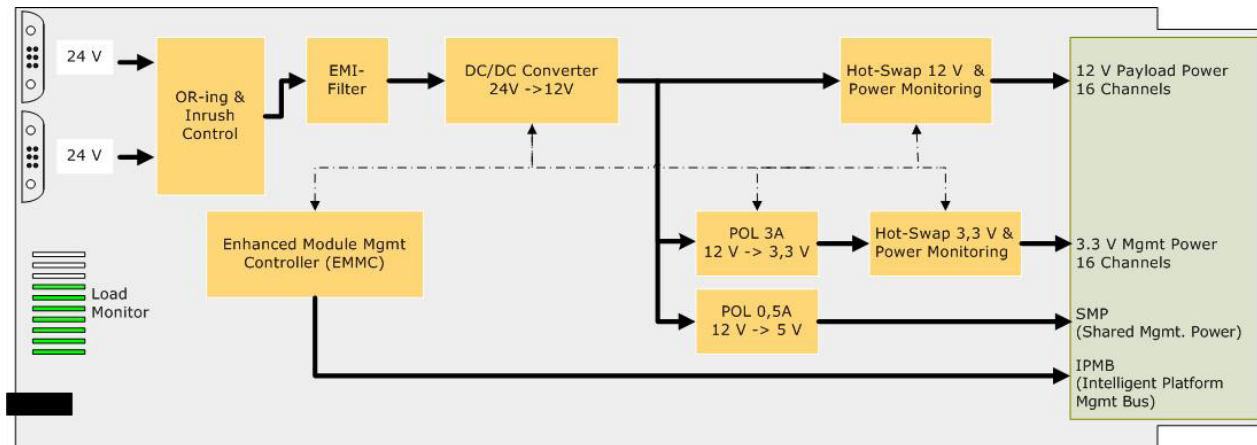 24 V
24 V
OR-ing &
Inrush
Control
EMI-
Filter
DC/DC Converter
24V ->12V
Hot-Swap 12 V &
Power Monitoring
12 V Payload Power
16 Channels
Enhanced Module Mgmt
Controller (EMMC)
POL 3A
12 V -> 3,3 V
Hot-Swap 3,3 V &
Power Monitoring
3.3 V Mgmt Power
16 Channels
Load
Monitor
POL 0,5A
12 V -> 5 V
SMP
(Shared Mgmt. Power)
IPMB
(Intelligent Platform
Mgmt Bus)